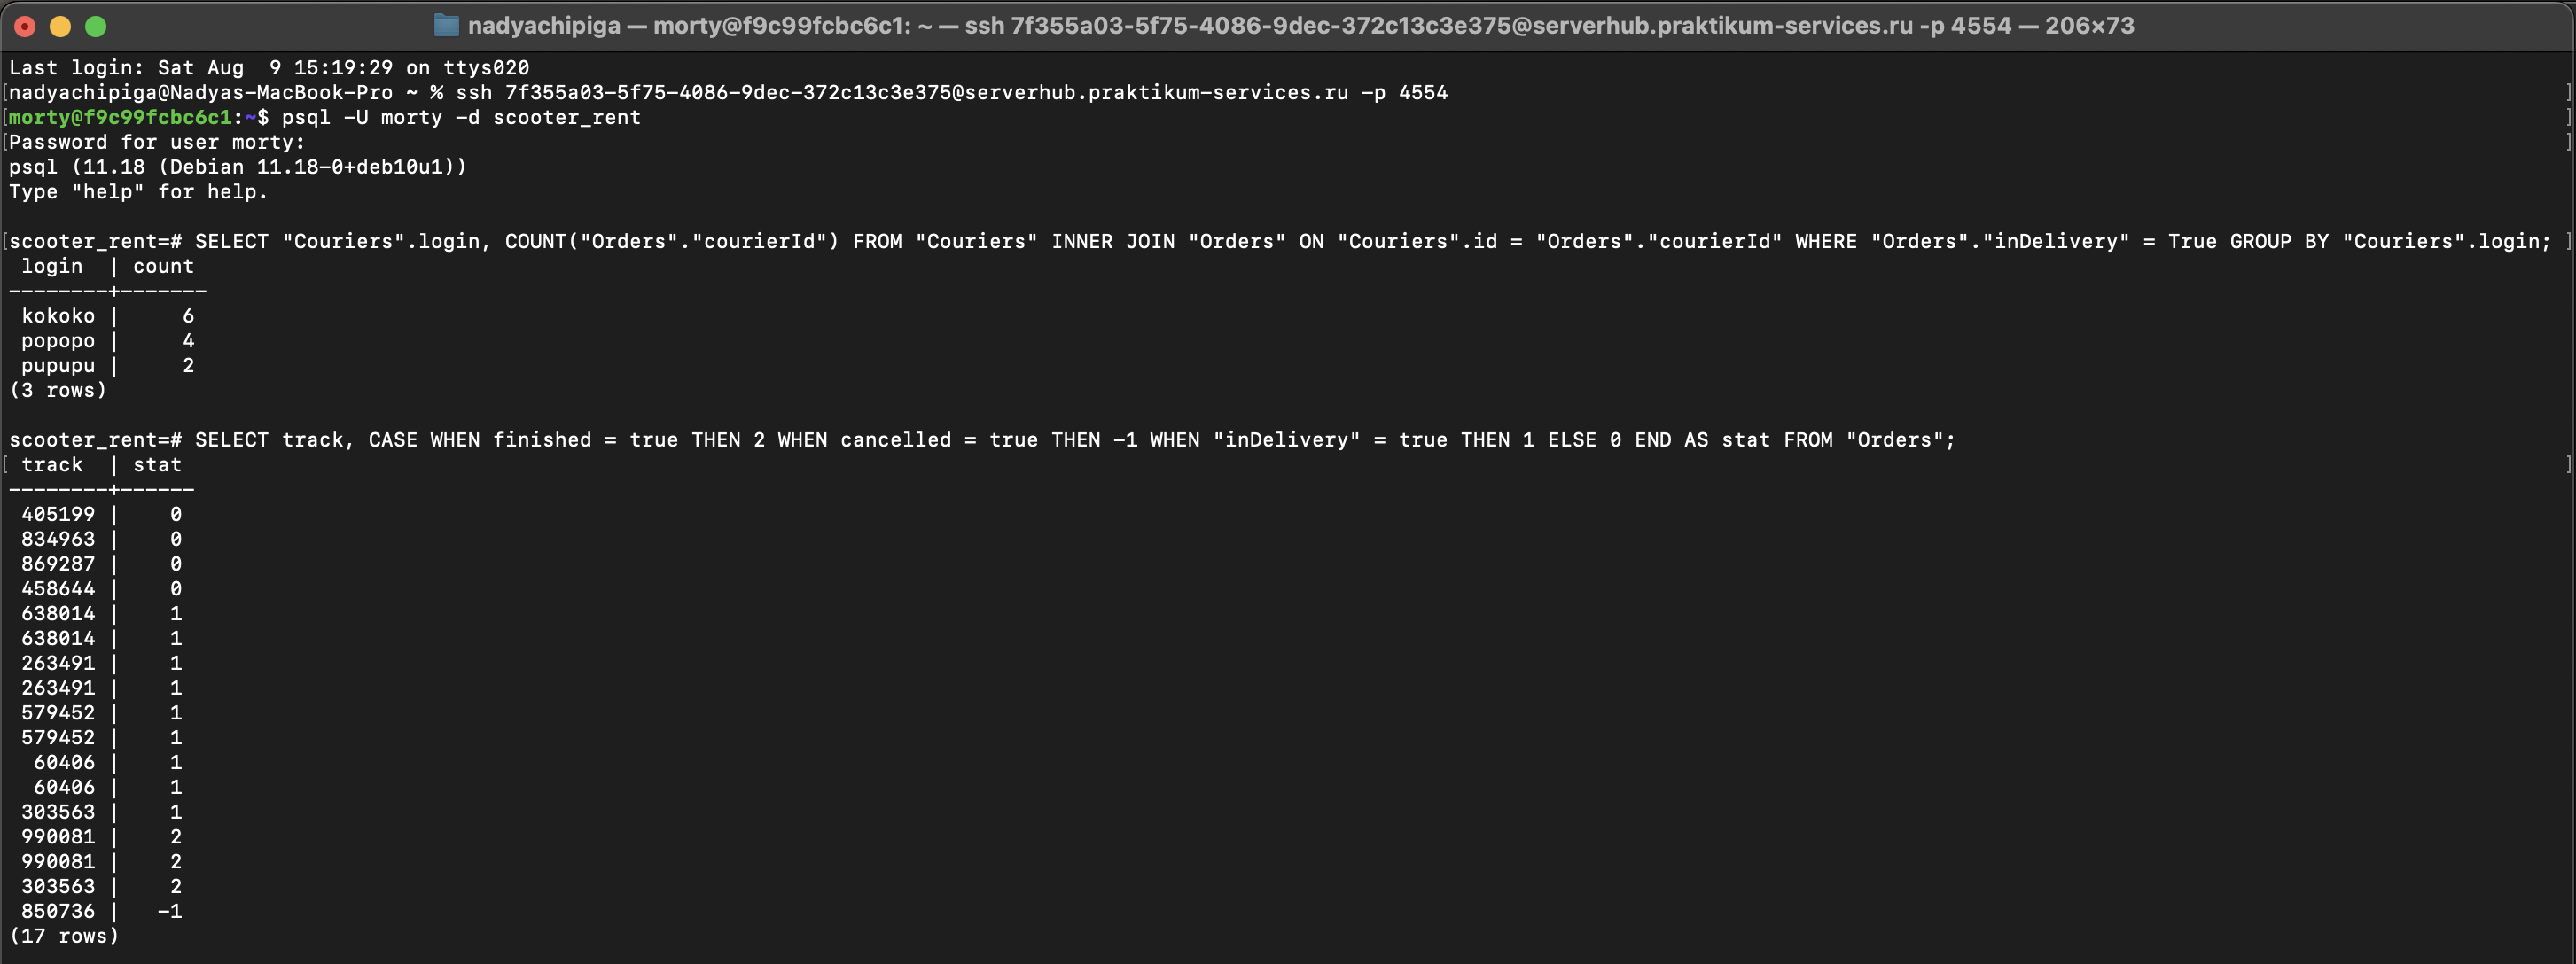 nadyachipiga — morty@f9c99fcbc6c1: ~ — ssh 7f355a03-5f75-4086-9dec-372c13c3e375@serverhub.praktikum-services.ru -p 4554 — 206×73
Last login: Sat Aug  9 15:19:29 on ttys020
[nadyachipiga@Nadyas-MacBook-Pro ~ % ssh 7f355a03-5f75-4086-9dec-372c13c3e375@serverhub.praktikum-services.ru -p 4554 ]
[morty@f9c99fcbc6c1:~$ psql -U morty -d scooter_rent ]
[Password for user morty: ]
psql (11.18 (Debian 11.18-0+deb10u1))
Type "help" for help.

[scooter_rent=# SELECT "Couriers".login, COUNT("Orders"."courierId") FROM "Couriers" INNER JOIN "Orders" ON "Couriers".id = "Orders"."courierId" WHERE "Orders"."inDelivery" = True GROUP BY "Couriers".login; ]
 login  | count
--------+-------
 kokoko |     6
 popopo |     4
 pupupu |     2
(3 rows)

scooter_rent=# SELECT track, CASE WHEN finished = true THEN 2 WHEN cancelled = true THEN -1 WHEN "inDelivery" = true THEN 1 ELSE 0 END AS stat FROM "Orders";
[ track  | stat ]
--------+------
 405199 |    0
 834963 |    0
 869287 |    0
 458644 |    0
 638014 |    1
 638014 |    1
 263491 |    1
 263491 |    1
 579452 |    1
 579452 |    1
  60406 |    1
  60406 |    1
 303563 |    1
 990081 |    2
 990081 |    2
 303563 |    2
 850736 |   -1
(17 rows)